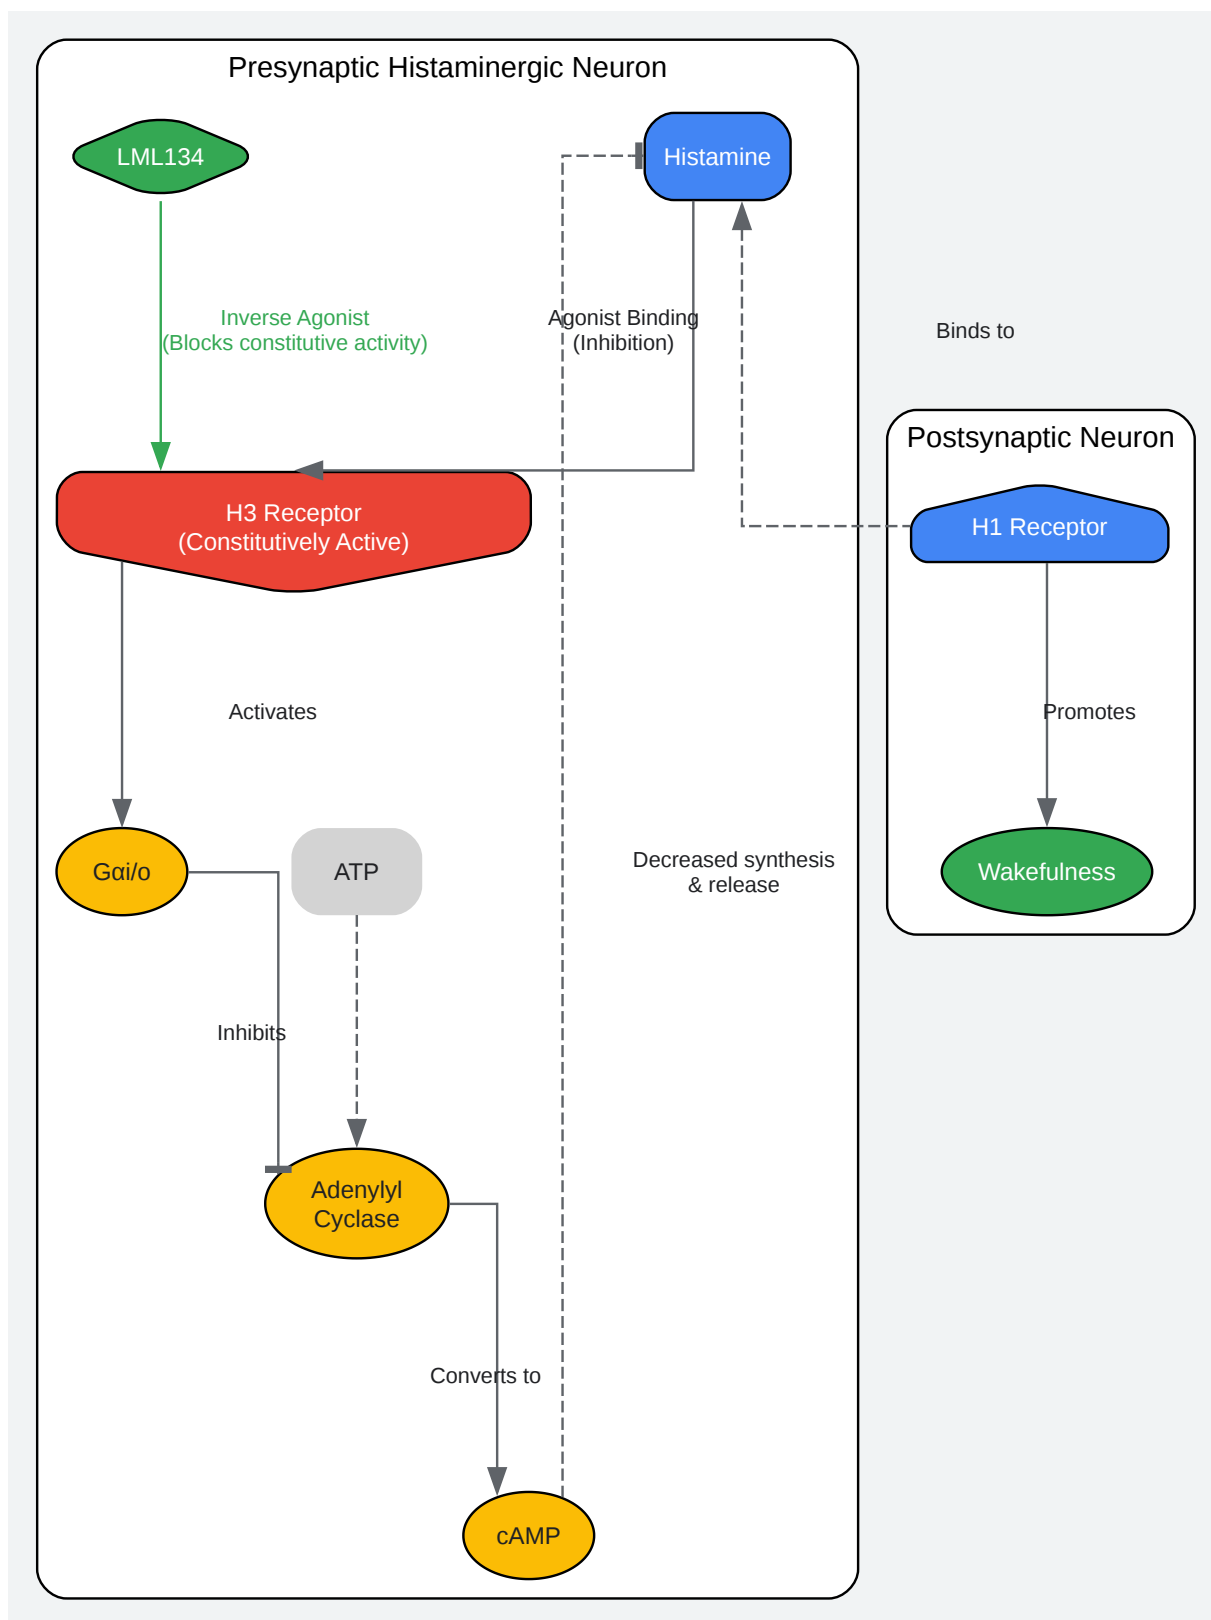 Presynaptic Histaminergic Neuron
LML134
Histamine
Inverse Agonist
(Blocks constitutive activity)
Agonist Binding
(Inhibition)
Binds to
Postsynaptic Neuron
H3 Receptor
(Constitutively Active)
H1 Receptor
Activates
Promotes
Gαi/o
ATP
Decreased synthesis
& release
Wakefulness
Inhibits
Adenylyl
Cyclase
Converts to
cAMP